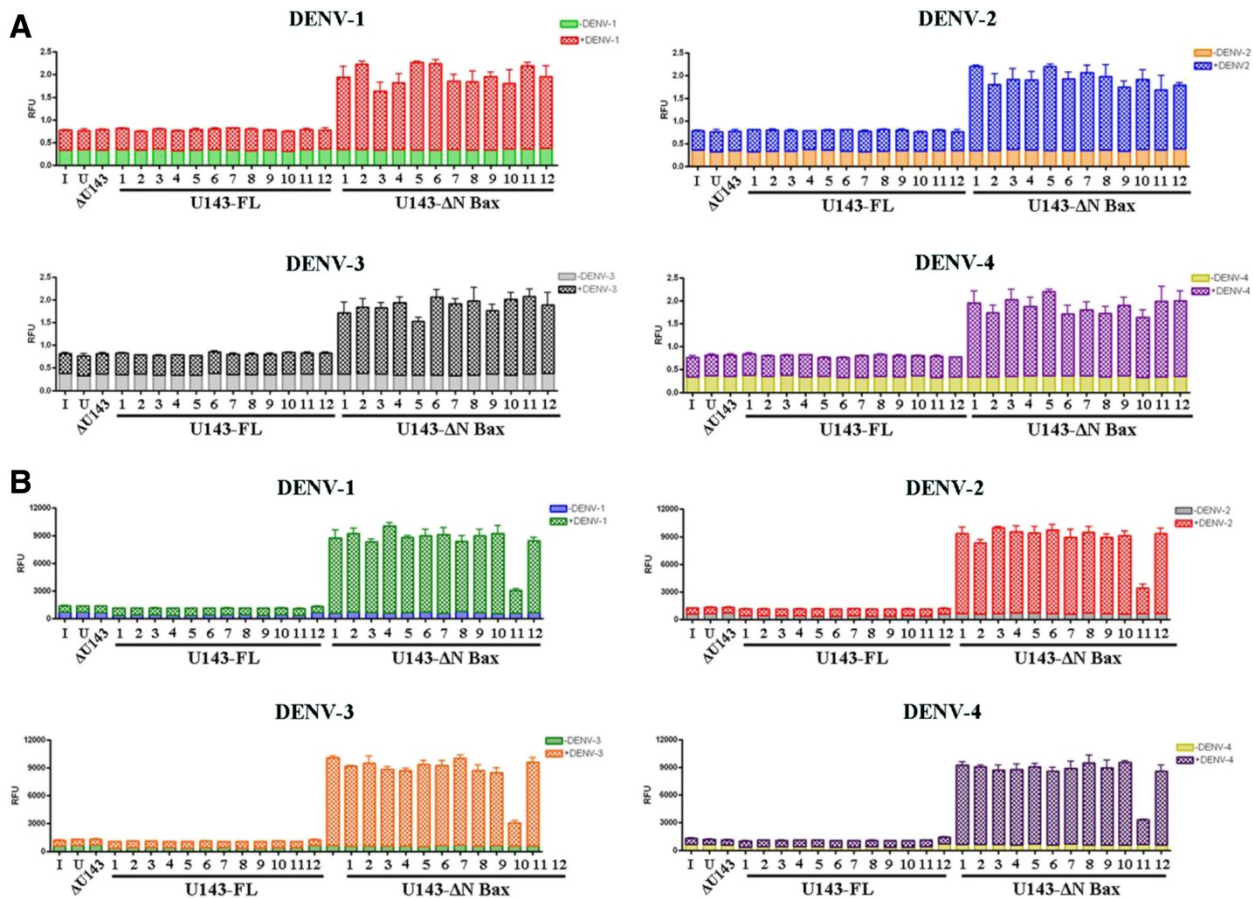 A
DENV-1
-DENV-1
+DENV-1
RFU
2.5
2.0
1.5
1.0
0.5
0.0
I U ΔU143 1 2 3 4 5 6 7 8 9 10 11 12 1 2 3 4 5 6 7 8 9 10 11 12
U143-FL U143-ΔN Bax
DENV-2
-DENV-2
+DENV2
RFU
2.5
2.0
1.5
1.0
0.5
0.0
I U ΔU143 1 2 3 4 5 6 7 8 9 10 11 12 1 2 3 4 5 6 7 8 9 10 11 12
U143-FL U143-ΔN Bax
DENV-3
-DENV-3
+DENV-3
RFU
2.5
2.0
1.5
1.0
0.5
0.0
I U ΔU143 1 2 3 4 5 6 7 8 9 10 11 12 1 2 3 4 5 6 7 8 9 10 11 12
U143-FL U143-ΔN Bax
DENV-4
-DENV-4
+DENV-4
RFU
2.5
2.0
1.5
1.0
0.5
0.0
I U ΔU143 1 2 3 4 5 6 7 8 9 10 11 12 1 2 3 4 5 6 7 8 9 10 11 12
U143-FL U143-ΔN Bax
B
DENV-1
-DENV-1
+DENV-1
RFU
12000
9000
6000
3000
0
I U ΔU143 1 2 3 4 5 6 7 8 9 10 11 12 1 2 3 4 5 6 7 8 9 10 11 12
U143-FL U143-ΔN Bax
DENV-2
-DENV-2
+DENV-2
RFU
12000
9000
6000
3000
0
I U ΔU143 1 2 3 4 5 6 7 8 9 10 11 12 1 2 3 4 5 6 7 8 9 10 11 12
U143-FL U143-ΔN Bax
DENV-3
-DENV-3
+DENV-3
RFU
12000
9000
6000
3000
0
I U ΔU143 1 2 3 4 5 6 7 8 9 10 11 12 1 2 3 4 5 6 7 8 9 10 11 12
U143-FL U143-ΔN Bax
DENV-4
-DENV-4
+DENV-4
RFU
12000
9000
6000
3000
0
I U ΔU143 1 2 3 4 5 6 7 8 9 10 11 12 1 2 3 4 5 6 7 8 9 10 11 12
U143-FL U143-ΔN Bax